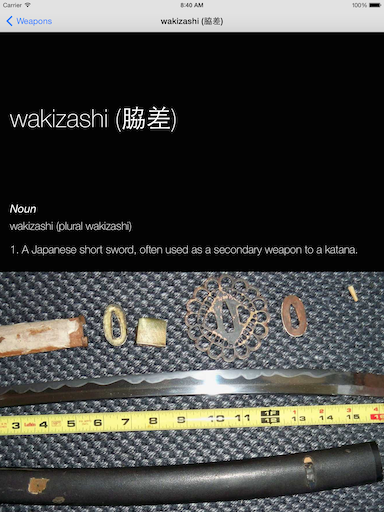 Carrier 8:40 AM 100%
Weapons wakizashi (脇差)
wakizashi (脇差)
Noun
wakizashi (plural wakizashi)
1. A Japanese short sword, often used as a secondary weapon to a katana.
3 4 5 6 7 8 9 10 11 1F 13 14 15 16